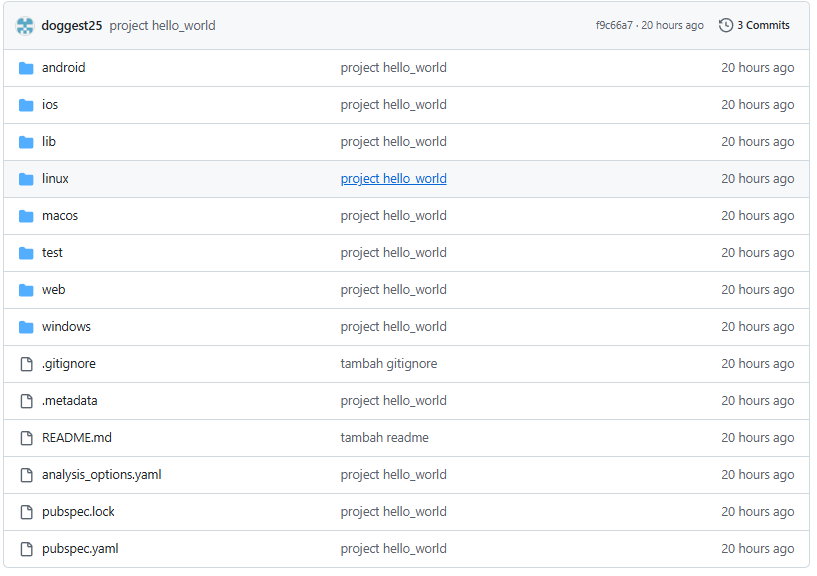 doggest25 project hello_world f9c66a7 · 20 hours ago 3 Commits
android project hello_world 20 hours ago
ios project hello_world 20 hours ago
lib project hello_world 20 hours ago
linux project hello_world 20 hours ago
macos project hello_world 20 hours ago
test project hello_world 20 hours ago
web project hello_world 20 hours ago
windows project hello_world 20 hours ago
.gitignore tambah gitignore 20 hours ago
.metadata project hello_world 20 hours ago
README.md tambah readme 20 hours ago
analysis_options.yaml project hello_world 20 hours ago
pubspec.lock project hello_world 20 hours ago
pubspec.yaml project hello_world 20 hours ago